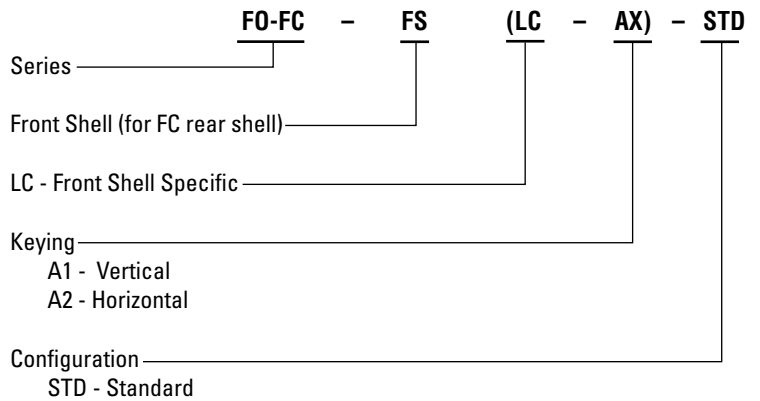 FO-FC – FS (LC – AX) – STD
Series
Front Shell (for FC rear shell)
LC - Front Shell Specific
Keying
A1 - Vertical
A2 - Horizontal
Configuration
STD - Standard